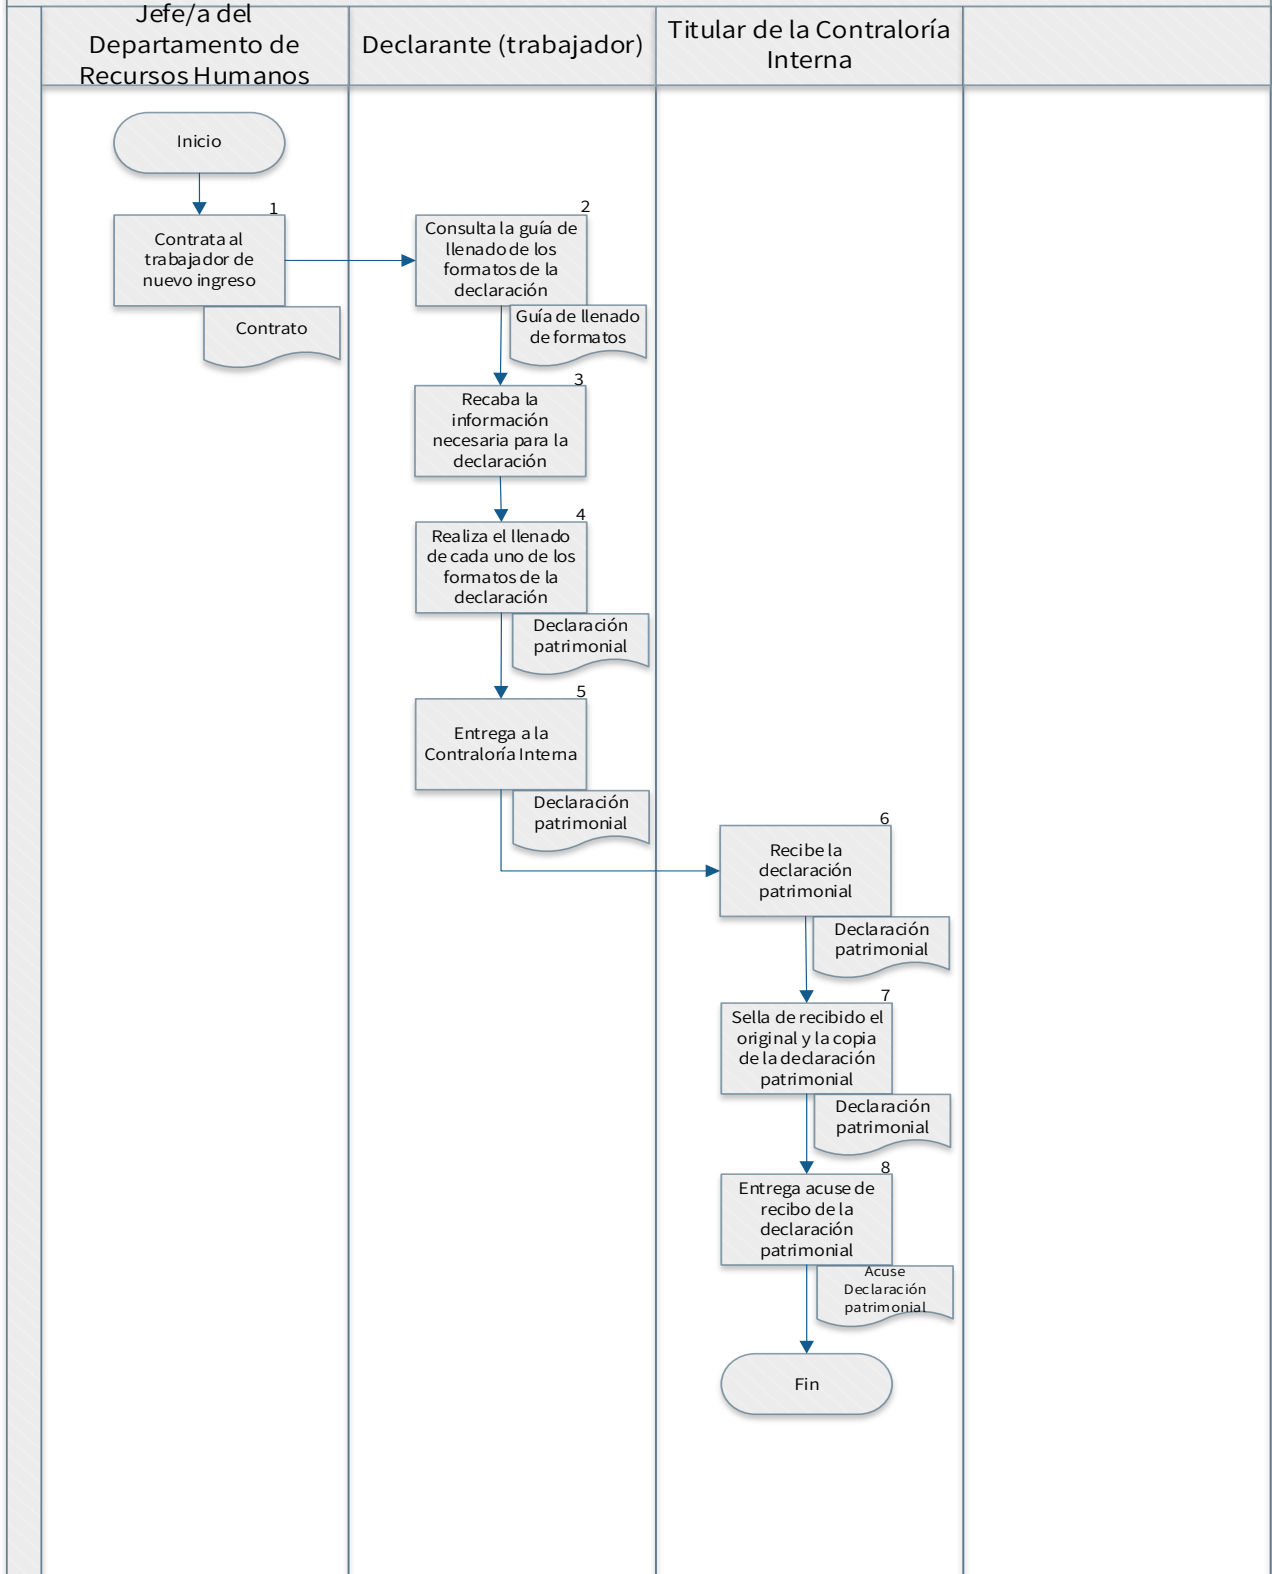 Jefe/a del
Departamento de
Recursos Humanos
Declarante (trabajador)
Titular de la Contraloría
Interna
Inicio
1
Contrata al
trabajador de
nuevo ingreso
Contrato
2
Consulta la guía de
llenado de los
formatos de la
declaración
Guía de llenado
de formatos
3
Recaba la
información
necesaria para la
declaración
4
Realiza el llenado
de cada uno de los
formatos de la
declaración
Declaración
patrimonial
5
Entrega a la
Contraloría Interna
Declaración
patrimonial
6
Recibe la
declaración
patrimonial
Declaración
patrimonial
7
Sella de recibido el
original y la copia
de la declaración
patrimonial
Declaración
patrimonial
8
Entrega acuse de
recibo de la
declaración
patrimonial
Acuse
Declaración
patrimonial
Fin